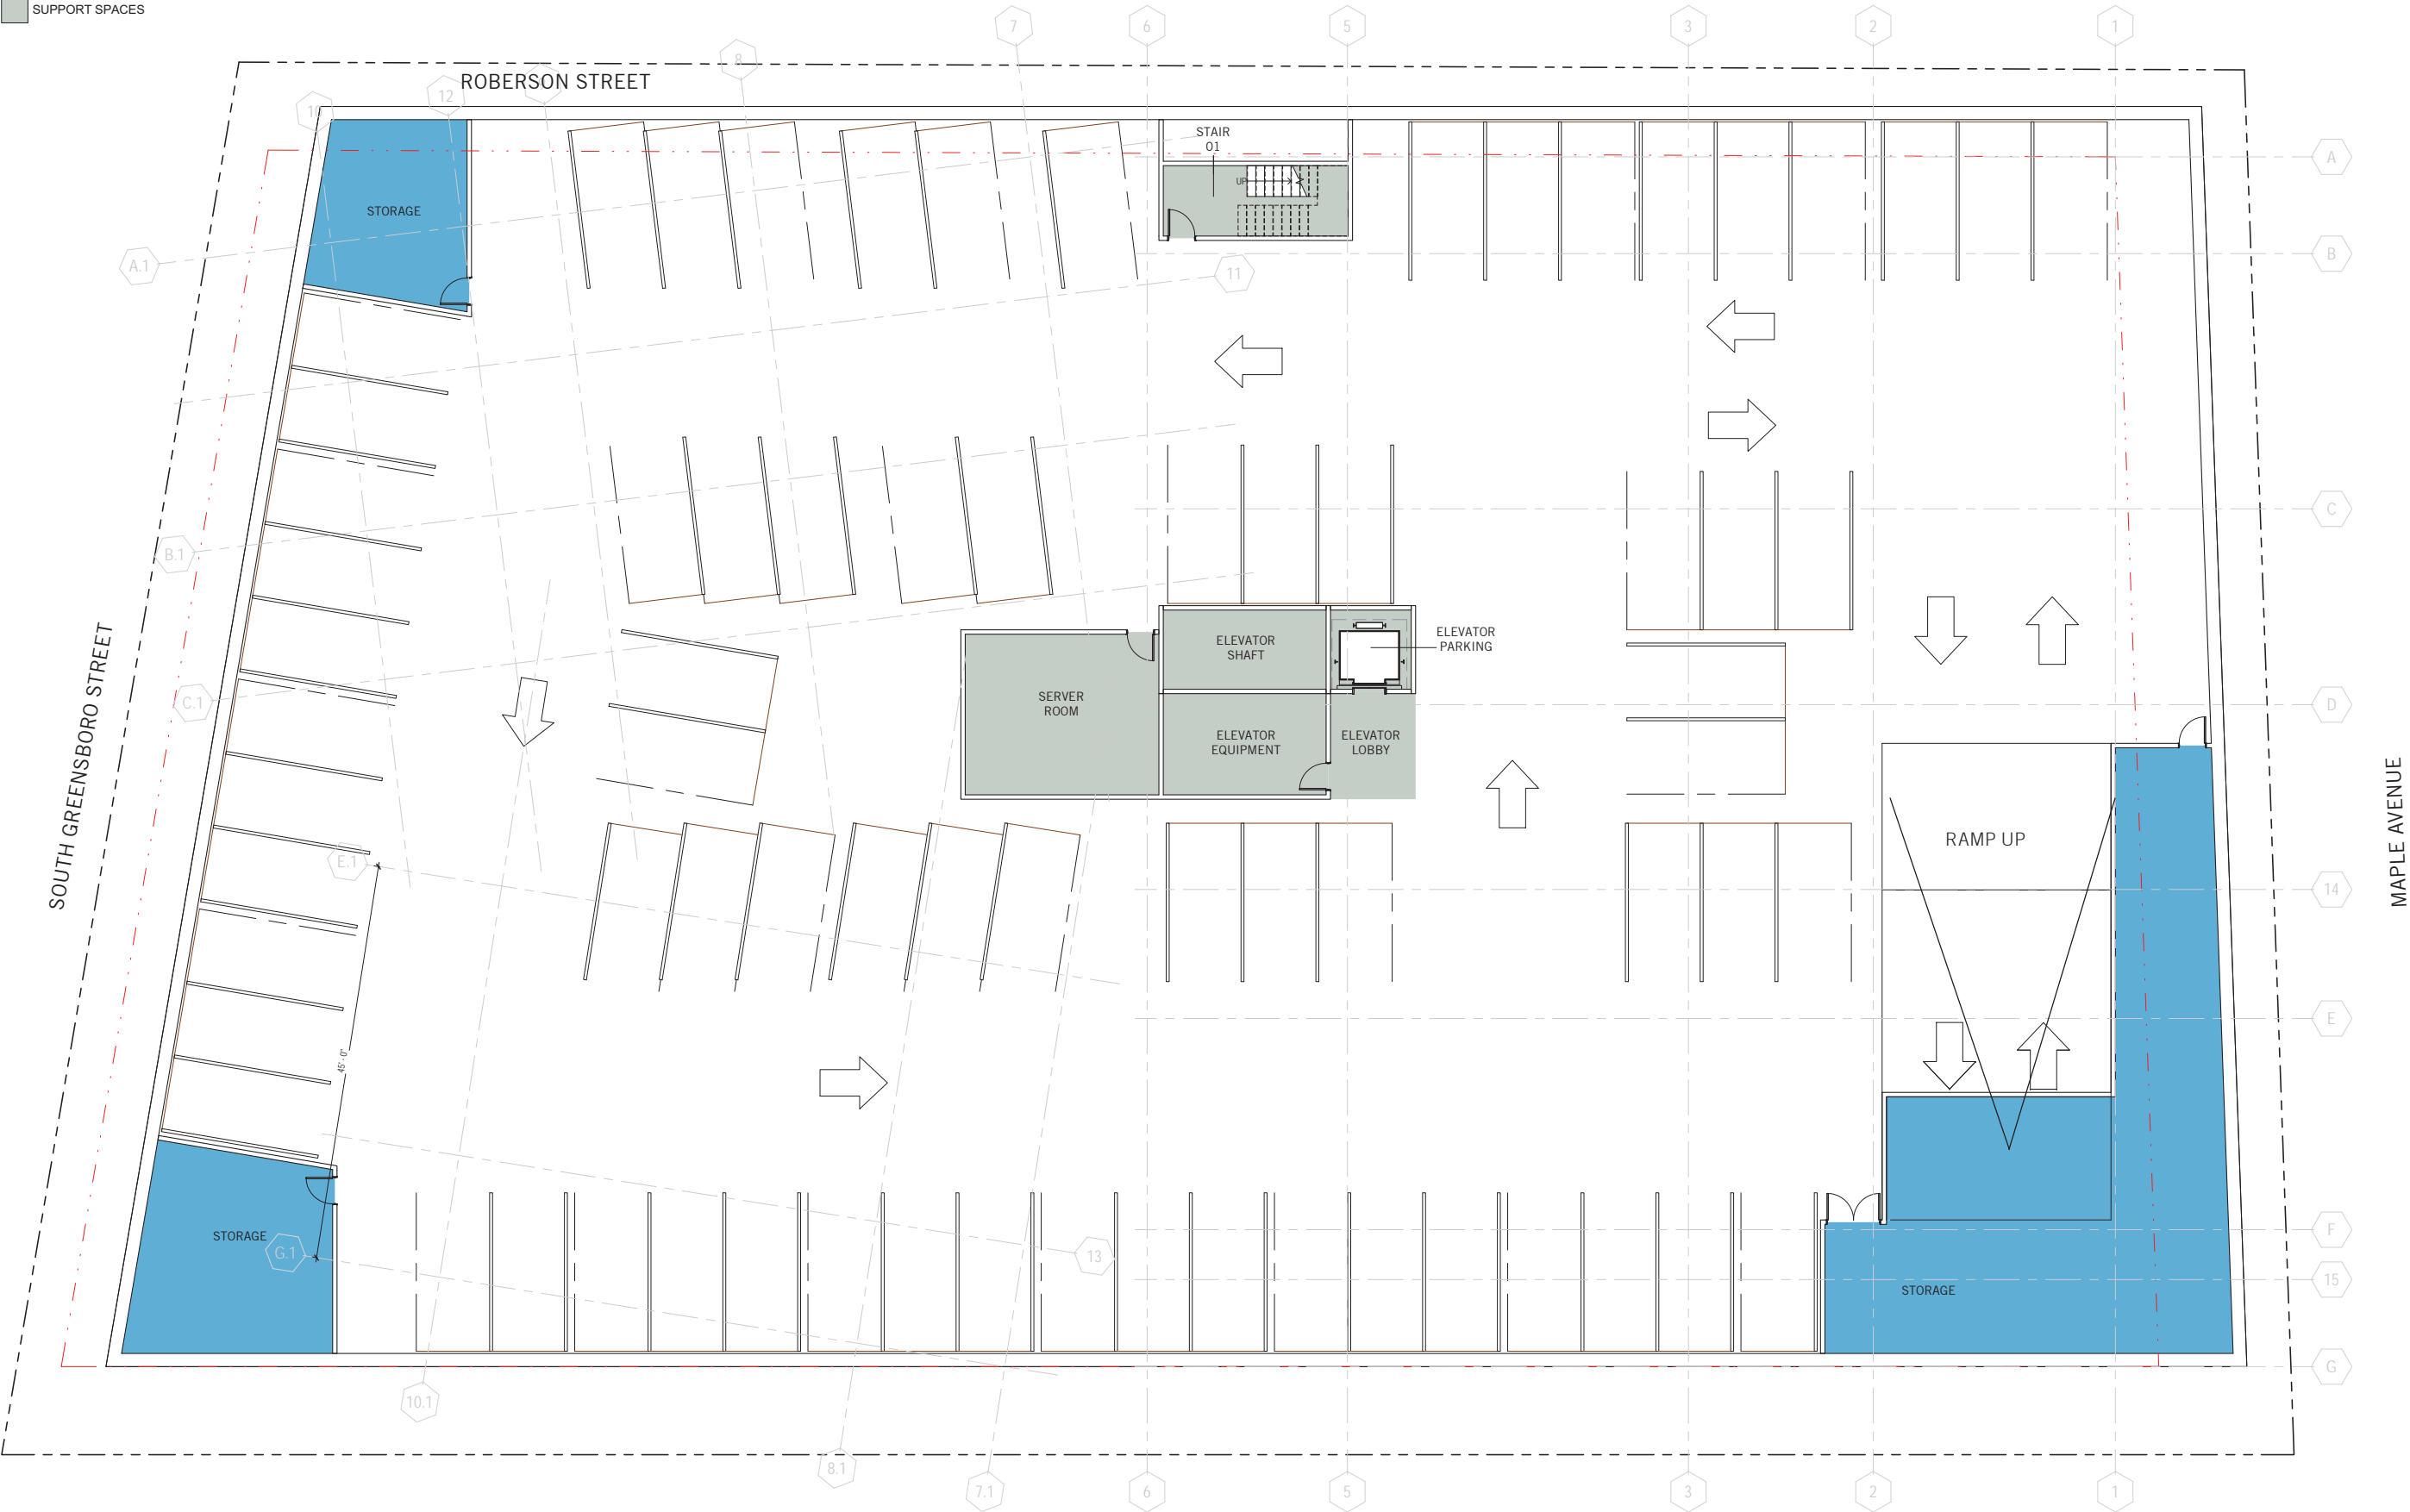 SUPPORT SPACES
7
6
5
3
2
1
8
ROBERSON STREET
12
10
STAIR
01
A
UP
STORAGE
B
A.1
11
C
B.1
SOUTH GREENSBORO STREET
ELEVATOR
SHAFT
ELEVATOR
PARKING
SERVER
ROOM
C.1
D
ELEVATOR
EQUIPMENT
ELEVATOR
LOBBY
MAPLE AVENUE
RAMP UP
E.1
14
E
45' - 0"
STORAGE
G.1
13
F
15
STORAGE
G
10.1
8.1
7.1
6
5
3
2
1